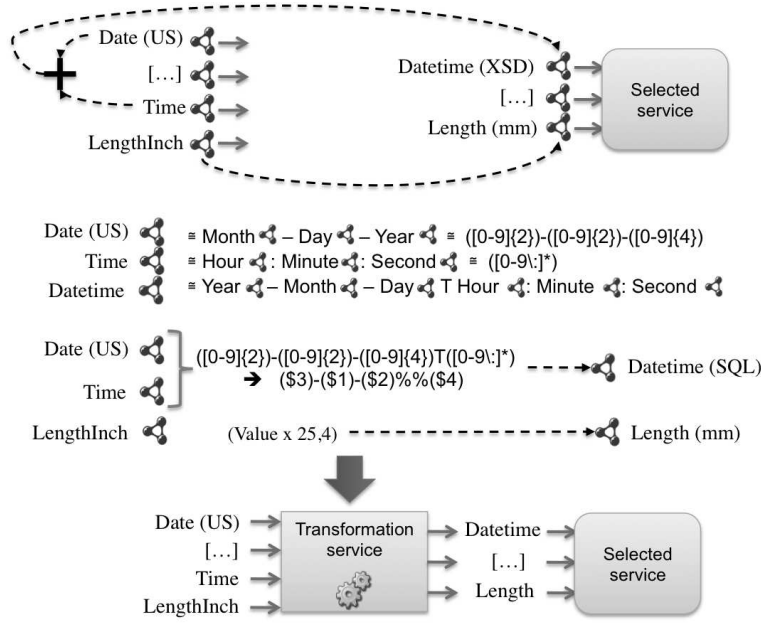 Date (US)
[...]
Time
LengthInch
Datetime (XSD)
[...]
Length (mm)
Selected
service
Date (US) ≅ Month – Day – Year ≅ ([0-9]{2})-([0-9]{2})-([0-9]{4})
Time ≅ Hour : Minute : Second ≅ ([0-9\:]*)
Datetime ≅ Year – Month – Day T Hour : Minute : Second
Date (US)
Time
([0-9]{2})-([0-9]{2})-([0-9]{4})T([0-9\:]*)
➔ ($3)-($1)-($2)%%($4)
Datetime (SQL)
LengthInch (Value x 25,4) Length (mm)
Date (US)
[...]
Time
LengthInch
Transformation
service
Datetime
[...]
Length
Selected
service